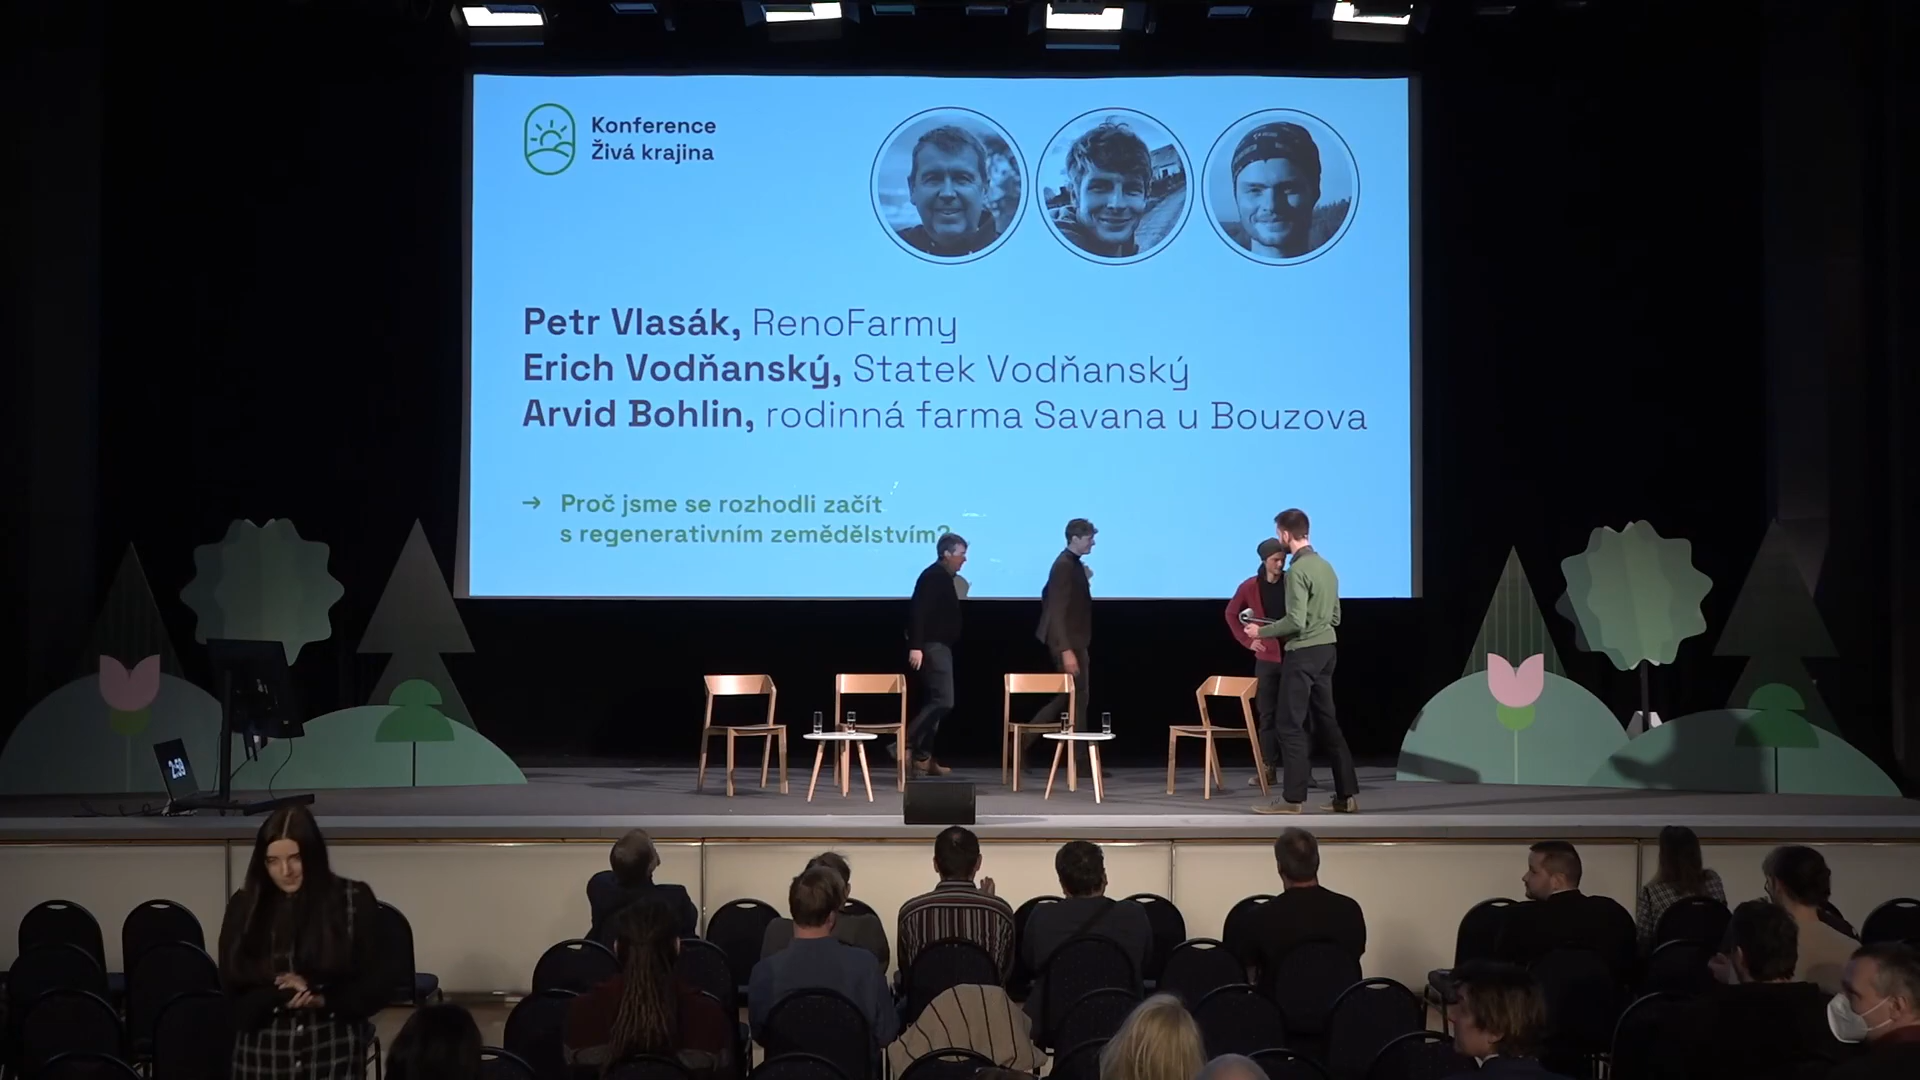 Konference
Živá krajina
Petr Vlasák, RenoFarmy
Erich Vodňanský, Statek Vodňanský
Arvid Bohlin, rodinná farma Savana u Bouzova
→ Proč jsme se rozhodli začít
s regenerativním zemědělstvím?
2:59